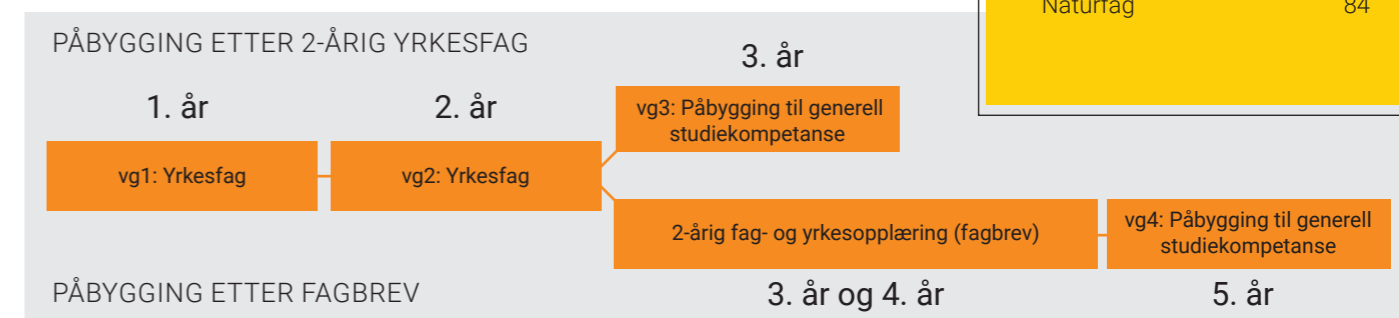 Naturfag 84
PÅBYGGING ETTER 2-ÅRIG YRKESFAG
3. år
1. år
2. år
vg3: Påbygging til generell
studiekompetanse
vg1: Yrkesfag
vg2: Yrkesfag
2-årig fag- og yrkesopplæring (fagbrev)
vg4: Påbygging til generell
studiekompetanse
PÅBYGGING ETTER FAGBREV
3. år og 4. år
5. år